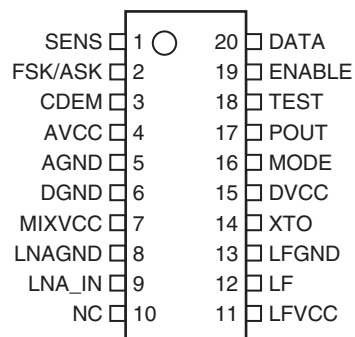 SENS 1 20 DATA
FSK/ASK 2 19 ENABLE
CDEM 3 18 TEST
AVCC 4 17 POUT
AGND 5 16 MODE
DGND 6 15 DVCC
MIXVCC 7 14 XTO
LNAGND 8 13 LFGND
LNA_IN 9 12 LF
NC 10 11 LFVCC